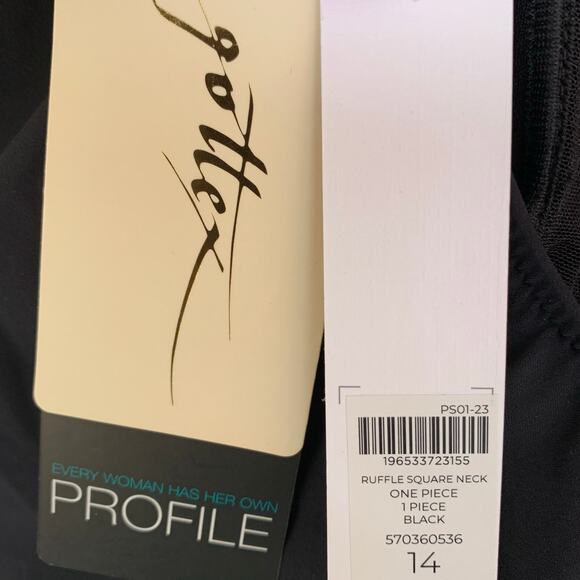 gottex
EVERY WOMAN HAS HER OWN
PROFILE
PS01-23
196533723155
RUFFLE SQUARE NECK
ONE PIECE
1 PIECE
BLACK
570360536
14